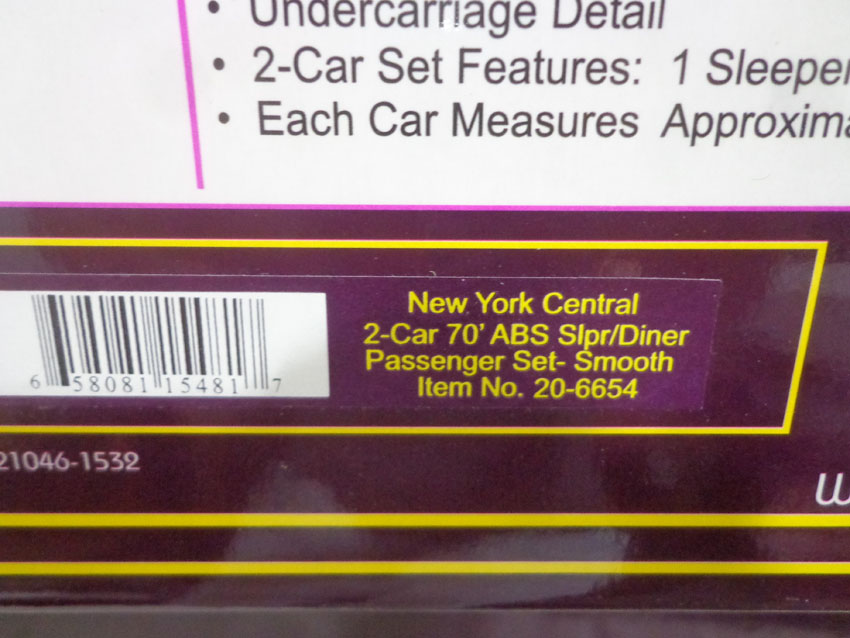 • Undercarriage Detail
• 2-Car Set Features: 1 Sleeper
• Each Car Measures Approxima
New York Central
2-Car 70' ABS Slpr/Diner
Passenger Set- Smooth
Item No. 20-6654
6 58081 15481 7
21046-1532
W